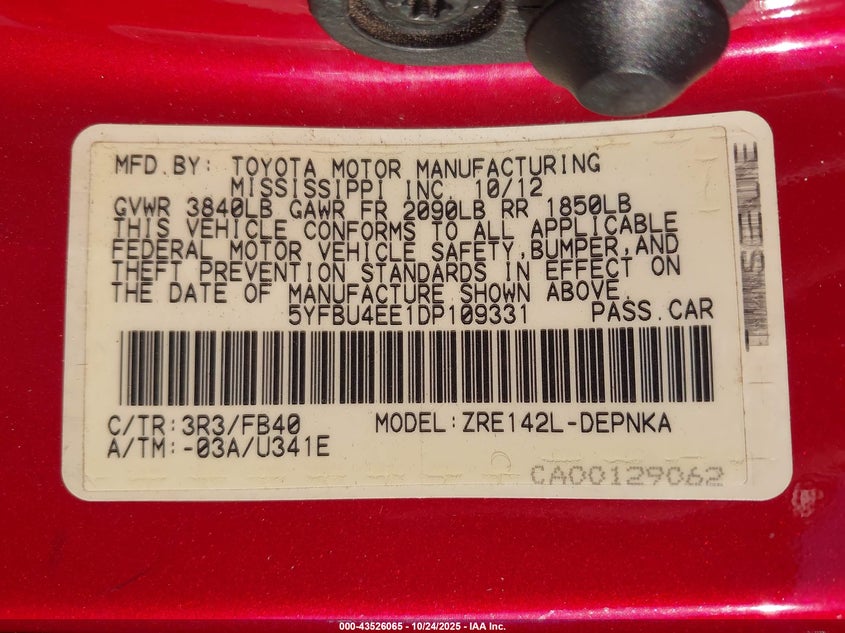 MFD.BY: TOYOTA MOTOR MANUFACTURING
MISSISSIPPI INC. 10/12
GVWR 3840LB GAWR FR 2090LB RR 1850LB
THIS VEHICLE CONFORMS TO ALL APPLICABLE
FEDERAL MOTOR VEHICLE SAFETY,BUMPER,AND
THEFT PREVENTION STANDARDS IN EFFECT ON
THE DATE OF MANUFACTURE SHOWN ABOVE.
5YFBU4EE1DP109331 PASS.CAR
C/TR:3R3/FB40 MODEL:ZRE142L-DEPNKA
A/TM:-03A/U341E
CA00129062
000-43526065 - 10/24/2025 - IAA Inc.